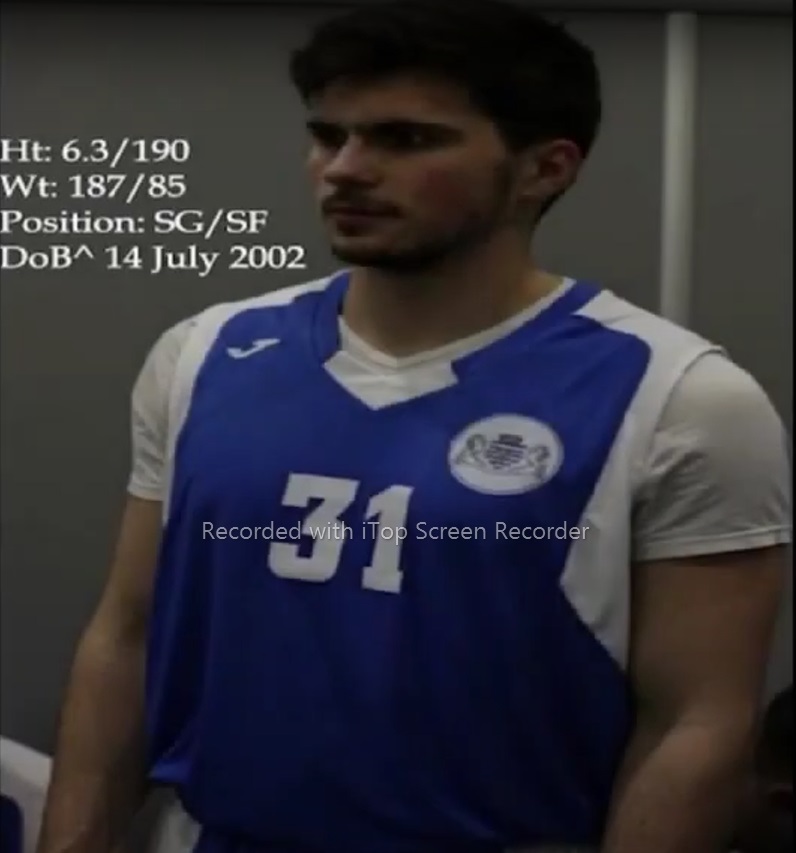 Ht: 6.3/190
Wt: 187/85
Position: SG/SF
DoB^ 14 July 2002
31
Recorded with iTop Screen Recorder